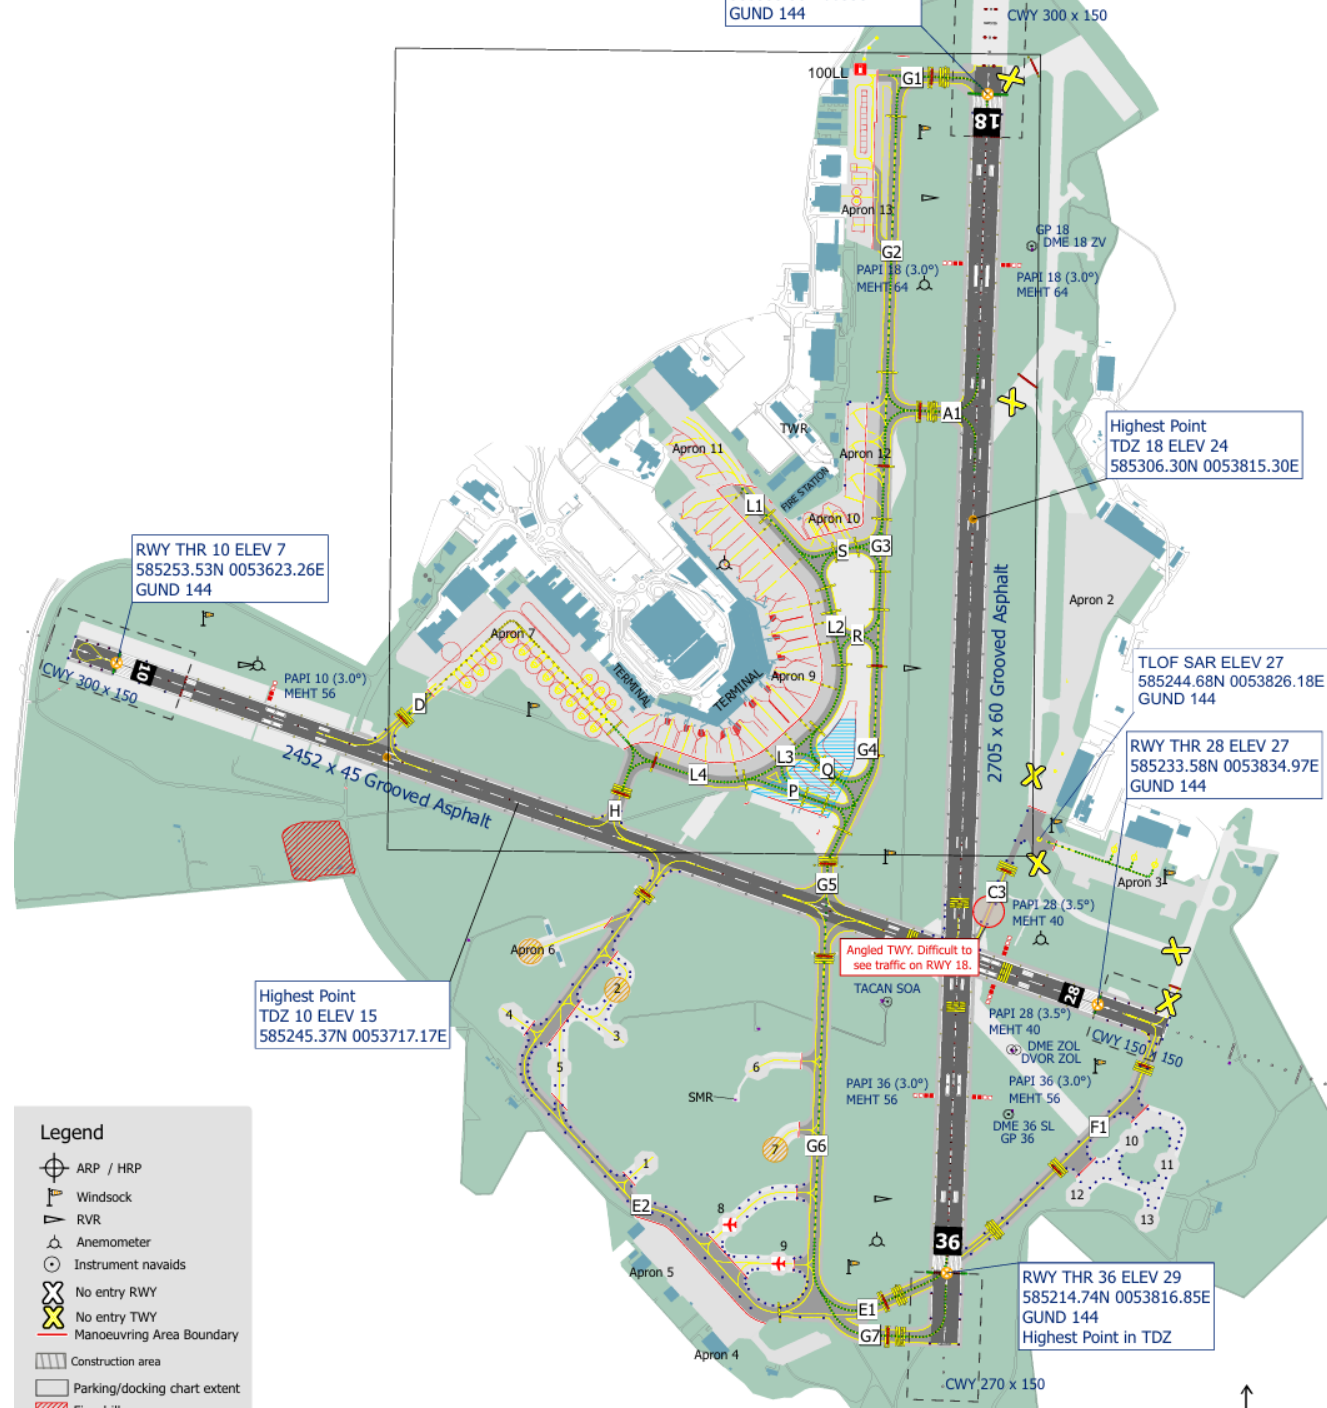 GUND 144
CWY 300 x 150
100LL
G1
18
Apron 13
G2
GP 18
DME 18 ZV
PAPI 18 (3.0°)
MEHT 64
PAPI 18 (3.0°)
MEHT 64
A1
TWR
Apron 12
Apron 11
FIRE STATION
Highest Point
TDZ 18 ELEV 24
585306.30N 0053815.30E
L1
Apron 10
S
G3
RWY THR 10 ELEV 7
585253.53N 0053623.26E
GUND 144
2705 x 60 Grooved Asphalt
Apron 2
L2
R
Apron 7
10
CWY 300 x 150
PAPI 10 (3.0°)
MEHT 56
TERMINAL
TERMINAL
Apron 9
D
TLOF SAR ELEV 27
585244.68N 0053826.18E
GUND 144
RWY THR 28 ELEV 27
585233.58N 0053834.97E
GUND 144
2452 x 45 Grooved Asphalt
L3
G4
Q
L4
P
H
G5
C3
Apron 3
PAPI 28 (3.5°)
MEHT 40
Apron 6
Angled TWY. Difficult to
see traffic on RWY 18.
Highest Point
TDZ 10 ELEV 15
585245.37N 0053717.17E
2
TACAN SOA
28
4
3
PAPI 28 (3.5°)
MEHT 40
CWY 150 x 150
DME ZOL
DVOR ZOL
5
6
SMR
PAPI 36 (3.0°)
MEHT 56
PAPI 36 (3.0°)
MEHT 56
DME 36 SL
GP 36
F1
10
11
12
13
7
G6
1
E2
8
9
36
Apron 5
E1
G7
Apron 4
RWY THR 36 ELEV 29
585214.74N 0053816.85E
GUND 144
Highest Point in TDZ
CWY 270 x 150
Legend
ARP / HRP
Windsock
RVR
Anemometer
Instrument navaids
No entry RWY
No entry TWY
Manoeuvring Area Boundary
Construction area
Parking/docking chart extent